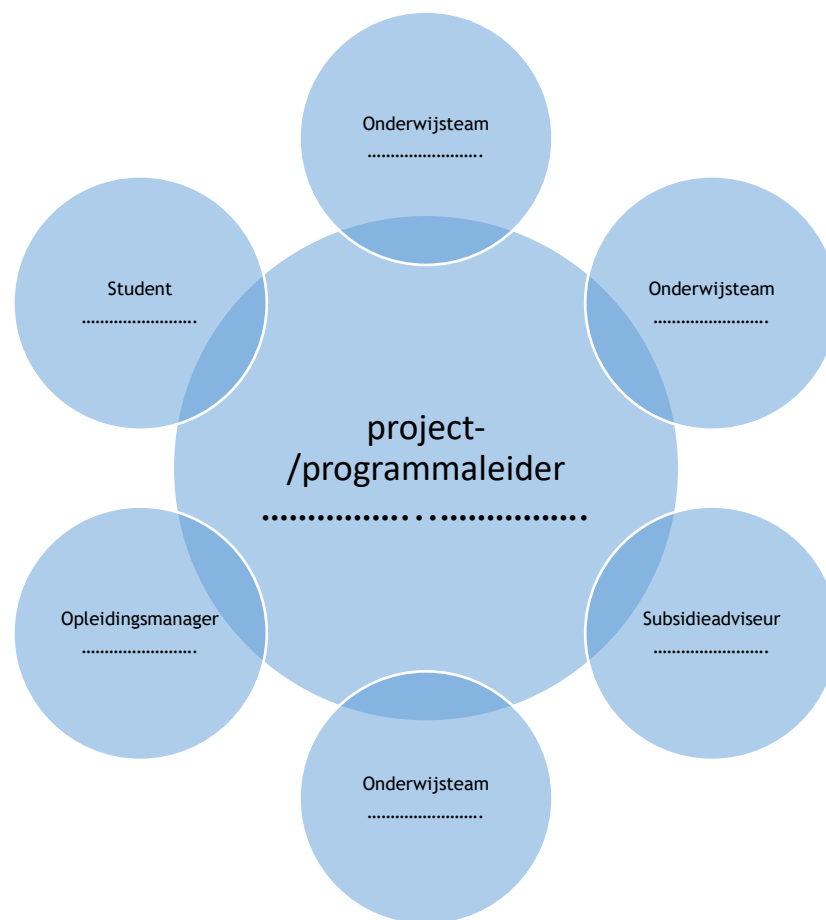 Onderwijsteam
…………………….
Onderwijsteam
…………………….
Subsidieadviseur
…………………….
Onderwijsteam
…………………….
Opleidingsmanager
…………………….
Student
…………………….
project-
/programmaleider
……………. . …………….